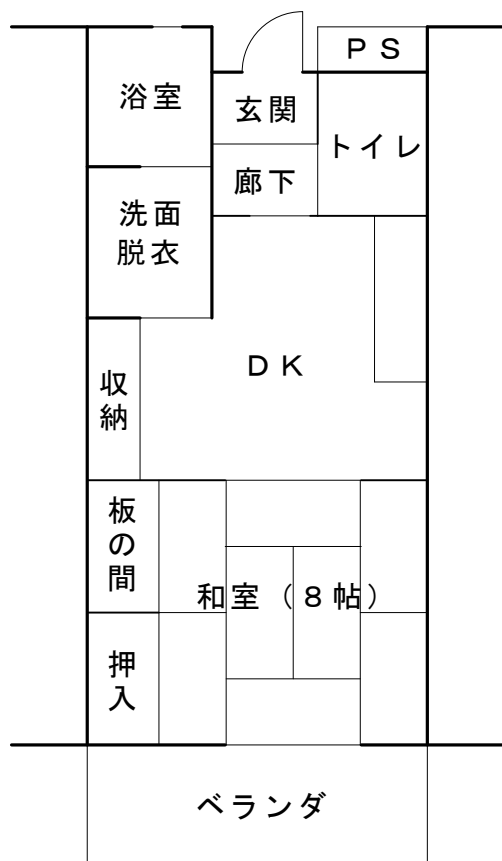 ＰＳ
浴室
玄関
トイレ
廊下
洗面
脱衣
ＤＫ
収納
板の間
和室（８帖）
押入
ベランダ